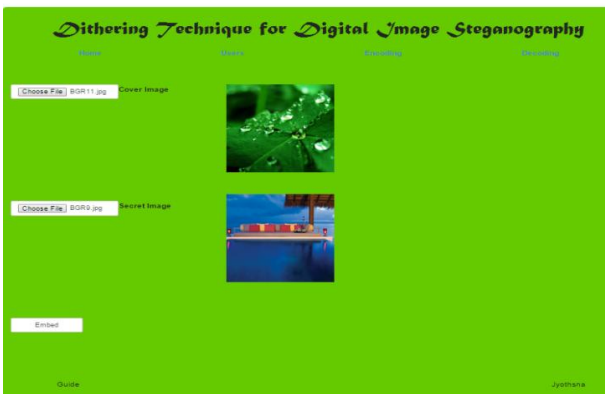 Dithering Technique for Digital Image Steganography
Home Users Encoding Decoding
Choose File BGR11.jpg Cover Image
Choose File BGR9.jpg Secret Image
Embed
Guide Jyothsna